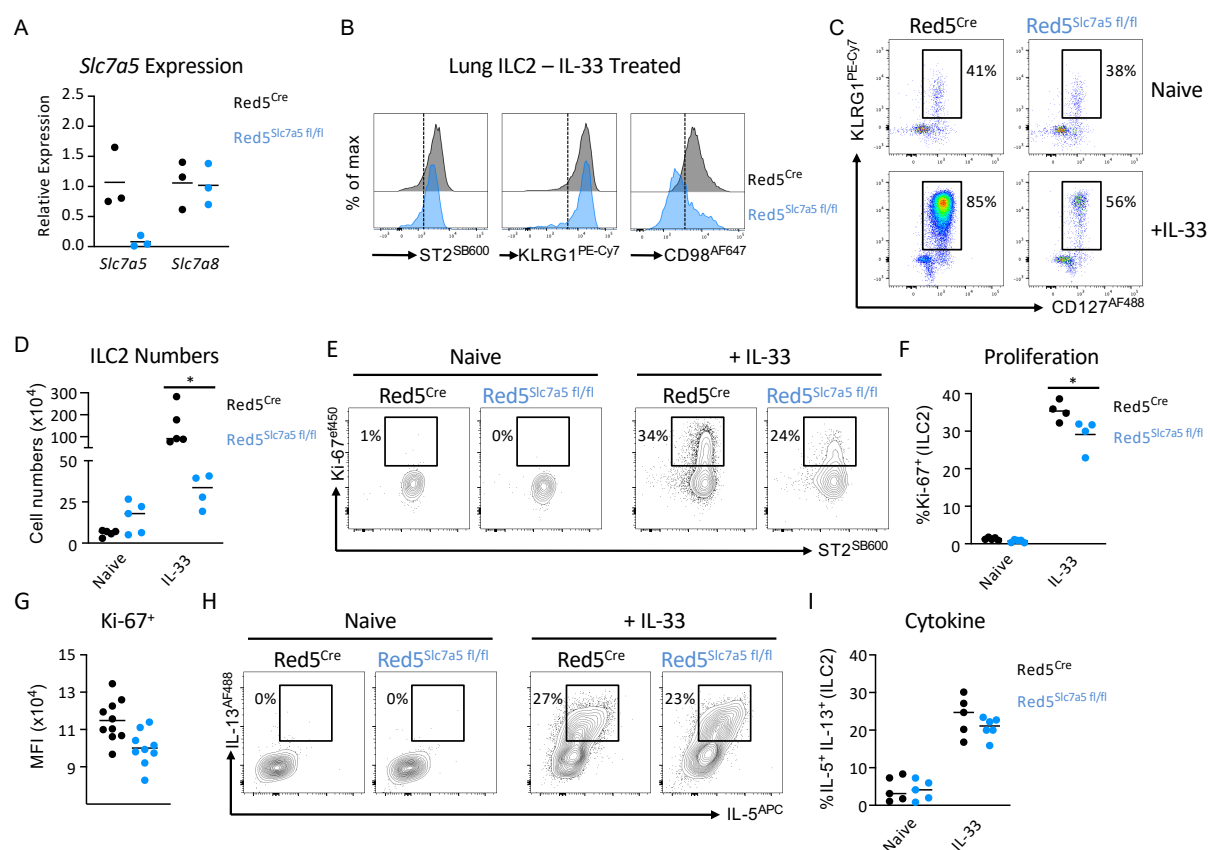 A
Slc7a5 Expression
Relative Expression
2.5
2.0
1.5
1.0
0.5
0.0
Slc7a5 Slc7a8
Red5Cre
Red5Slc7a5 fl/fl
B
Lung ILC2 – IL-33 Treated
% of max
Red5Cre
Red5Slc7a5 fl/fl
ST2SB600
KLRG1PE-Cy7
CD98AF647
C
Red5Cre Red5Slc7a5 fl/fl
KLRG1PE-Cy7
41% 38%
Naive
85% 56%
+IL-33
CD127AF488
D
ILC2 Numbers
Cell numbers (x104)
300
200
100
50
25
0
*
Naive IL-33
Red5Cre
Red5Slc7a5 fl/fl
E
Naive + IL-33
Red5Cre Red5Slc7a5 fl/fl Red5Cre Red5Slc7a5 fl/fl
Ki-67ef450
1% 0% 34% 24%
ST2SB600
F
Proliferation
%Ki-67+ (ILC2)
40
30
20
10
0
*
Naive IL-33
Red5Cre
Red5Slc7a5 fl/fl
G
Ki-67+
MFI (x104)
15
13
11
9
H
Naive + IL-33
Red5Cre Red5Slc7a5 fl/fl Red5Cre Red5Slc7a5 fl/fl
IL-13AF488
0% 0% 27% 23%
IL-5APC
I
Cytokine
%IL-5+ IL-13+ (ILC2)
40
30
20
10
0
Naive IL-33
Red5Cre
Red5Slc7a5 fl/fl